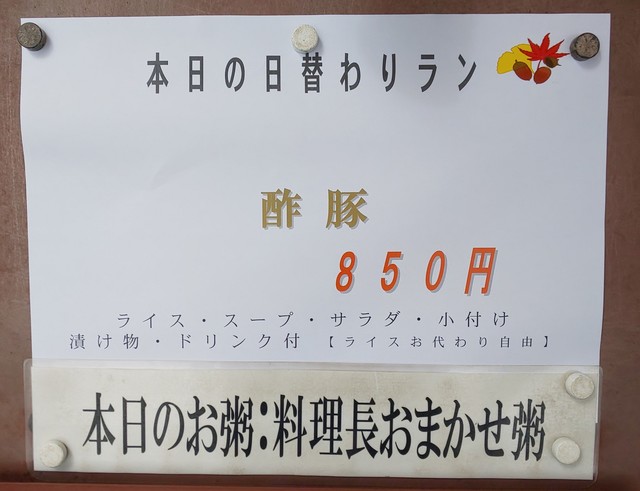 本日の日替わりラン
酢豚
850円
ライス・スープ・サラダ・小付け
漬け物・ドリンク付【ライスお代わり自由】
本日のお粥:料理長おまかせ粥